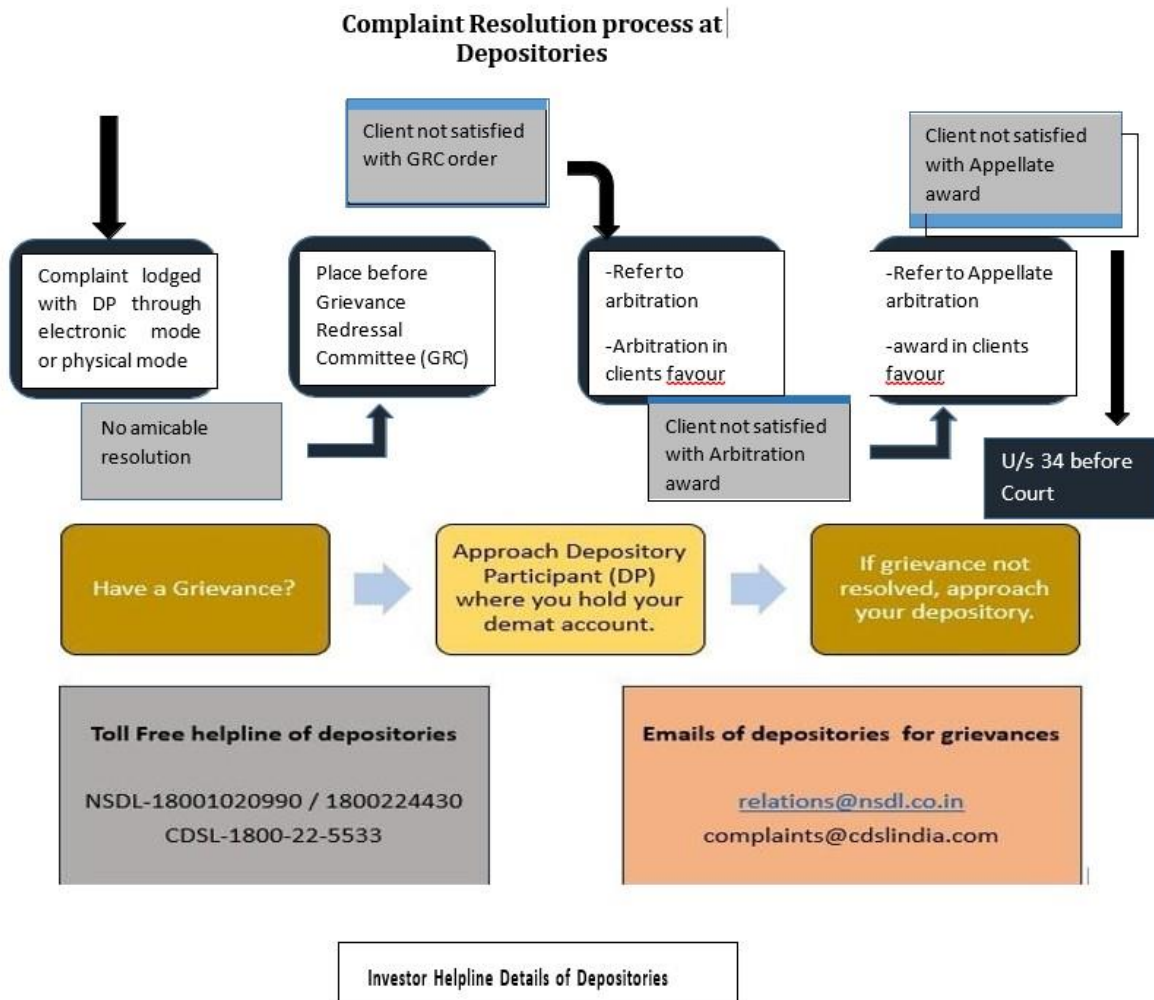 Complaint Resolution process at
Depositories
Client not satisfied
with GRC order
Client not satisfied
with Appellate
award
Complaint lodged
with DP through
electronic mode
or physical mode
Place before
Grievance
Redressal
Committee (GRC)
-Refer to
arbitration
-Arbitration in
clients favour
-Refer to Appellate
arbitration
-award in clients
favour
No amicable
resolution
Client not satisfied
with Arbitration
award
U/s 34 before
Court
Have a Grievance?
Approach Depository
Participant (DP)
where you hold your
demat account.
If grievance not
resolved, approach
your depository.
Toll Free helpline of depositories
NSDL-18001020990 / 1800224430
CDSL-1800-22-5533
Emails of depositories for grievances
relations@nsdl.co.in
complaints@cdslindia.com
Investor Helpline Details of Depositories